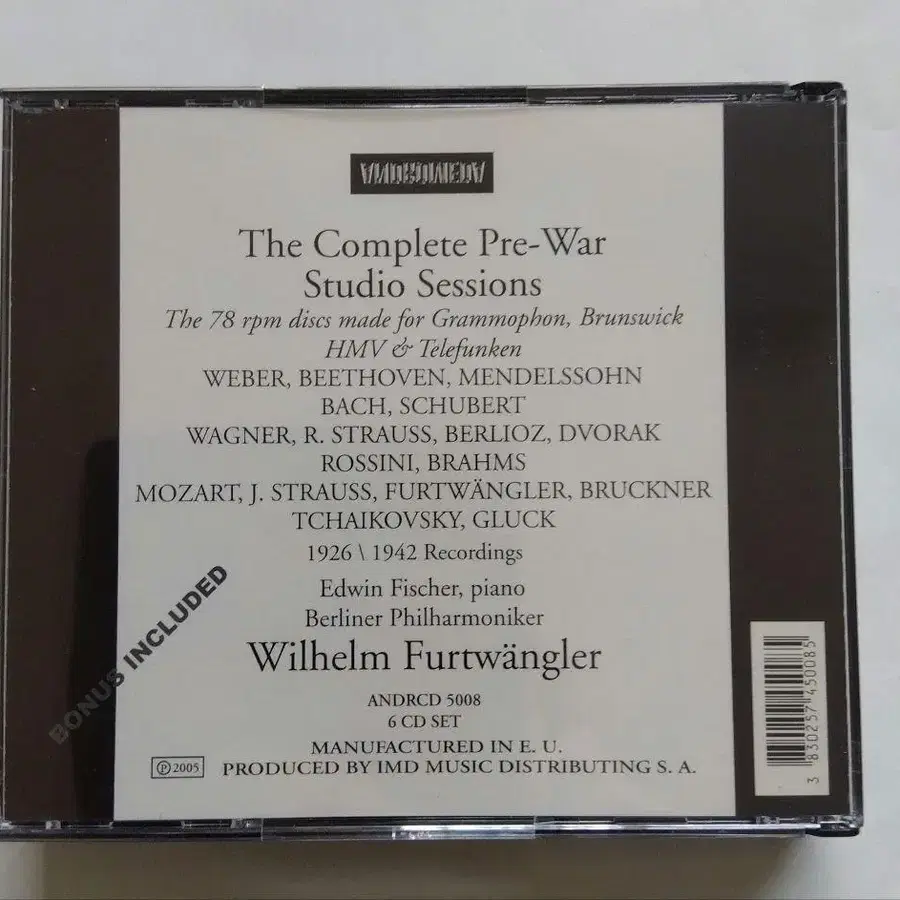 ANDROMEDA
The Complete Pre-War
Studio Sessions
The 78 rpm discs made for Grammophon, Brunswick
HMV & Telefunken
WEBER, BEETHOVEN, MENDELSSOHN
BACH, SCHUBERT
WAGNER, R. STRAUSS, BERLIOZ, DVORAK
ROSSINI, BRAHMS
MOZART, J. STRAUSS, FURTWÄNGLER, BRUCKNER
TCHAIKOVSKY, GLUCK
1926 \ 1942 Recordings
Edwin Fischer, piano
Berliner Philharmoniker
Wilhelm Furtwängler
BONUS INCLUDED
ANDRCD 5008
6 CD SET
MANUFACTURED IN E. U.
℗ 2005
PRODUCED BY IMD MUSIC DISTRIBUTING S. A.
3 830257 450085